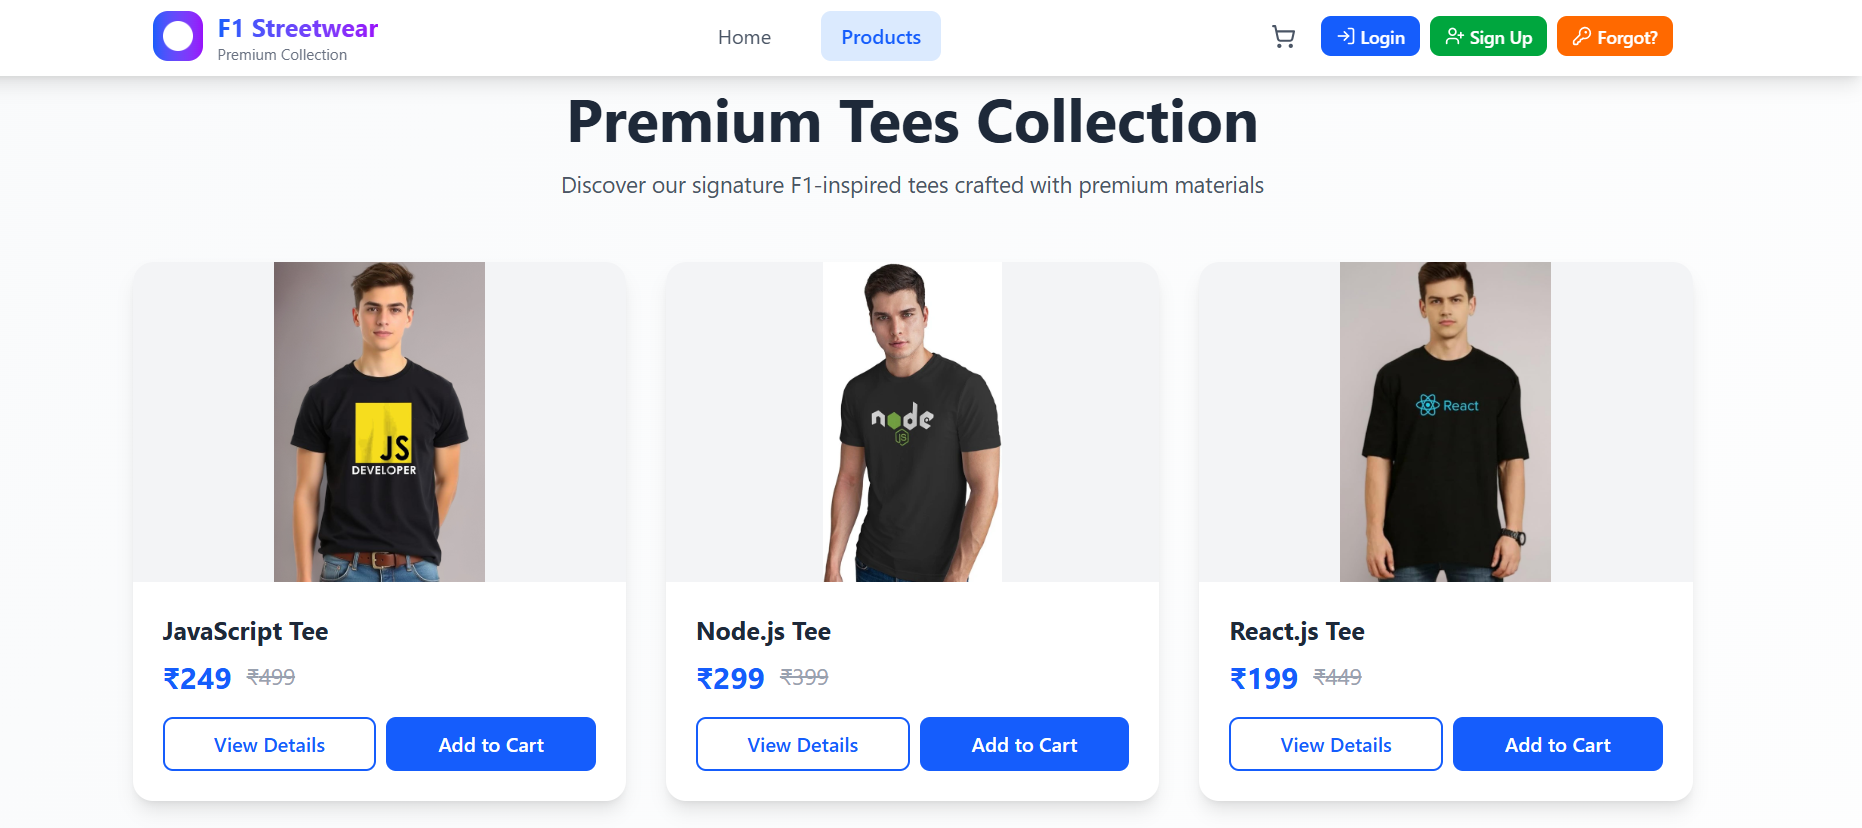 F1 Streetwear
Premium Collection
Home
Products
Login
Sign Up
Forgot?
Premium Tees Collection
Discover our signature F1-inspired tees crafted with premium materials
JS
DEVELOPER
node
JS
React
JavaScript Tee
₹249 ₹499
View Details
Add to Cart
Node.js Tee
₹299 ₹399
View Details
Add to Cart
React.js Tee
₹199 ₹449
View Details
Add to Cart